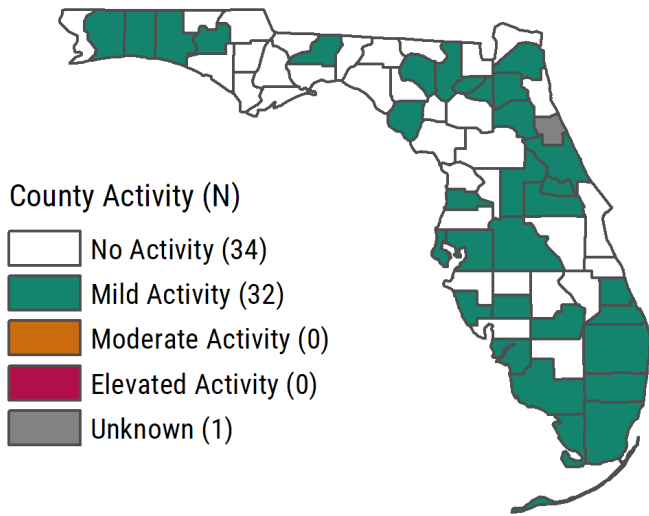 County Activity (N)
No Activity (34)
Mild Activity (32)
Moderate Activity (0)
Elevated Activity (0)
Unknown (1)